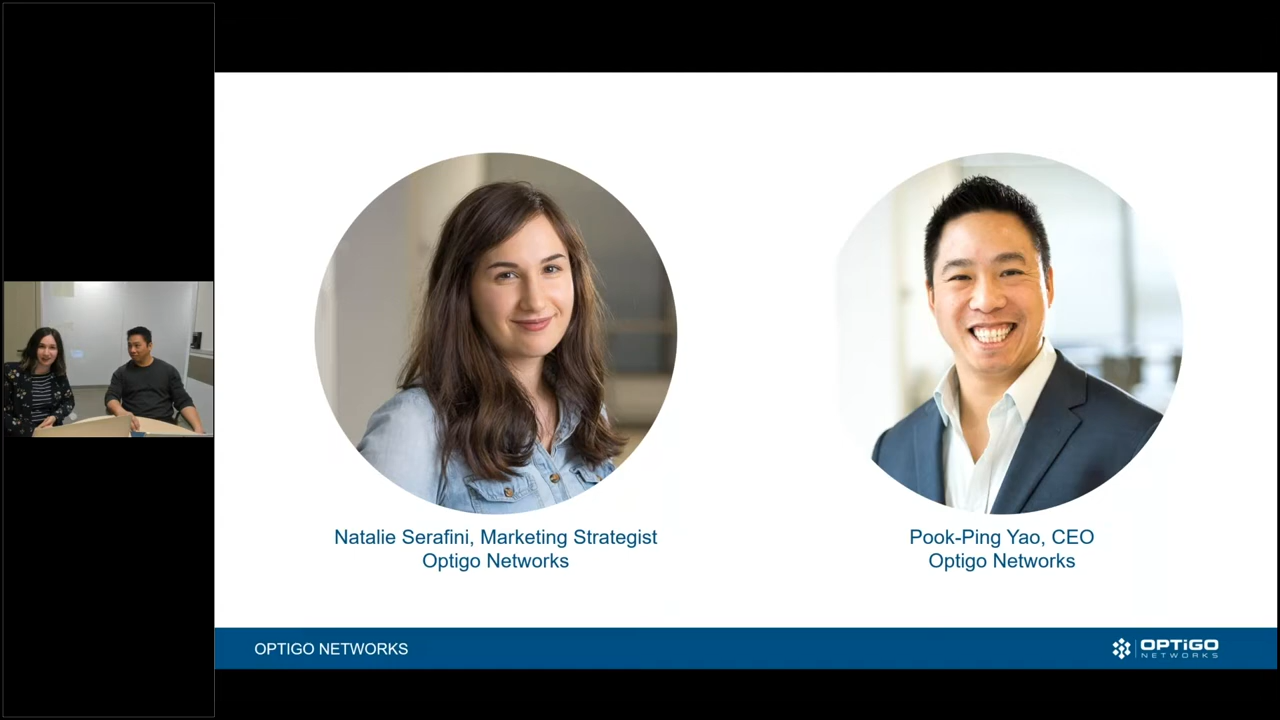 Natalie Serafini, Marketing Strategist
Optigo Networks
Pook-Ping Yao, CEO
Optigo Networks
OPTIGO NETWORKS
OPTiGO
NETWORKS